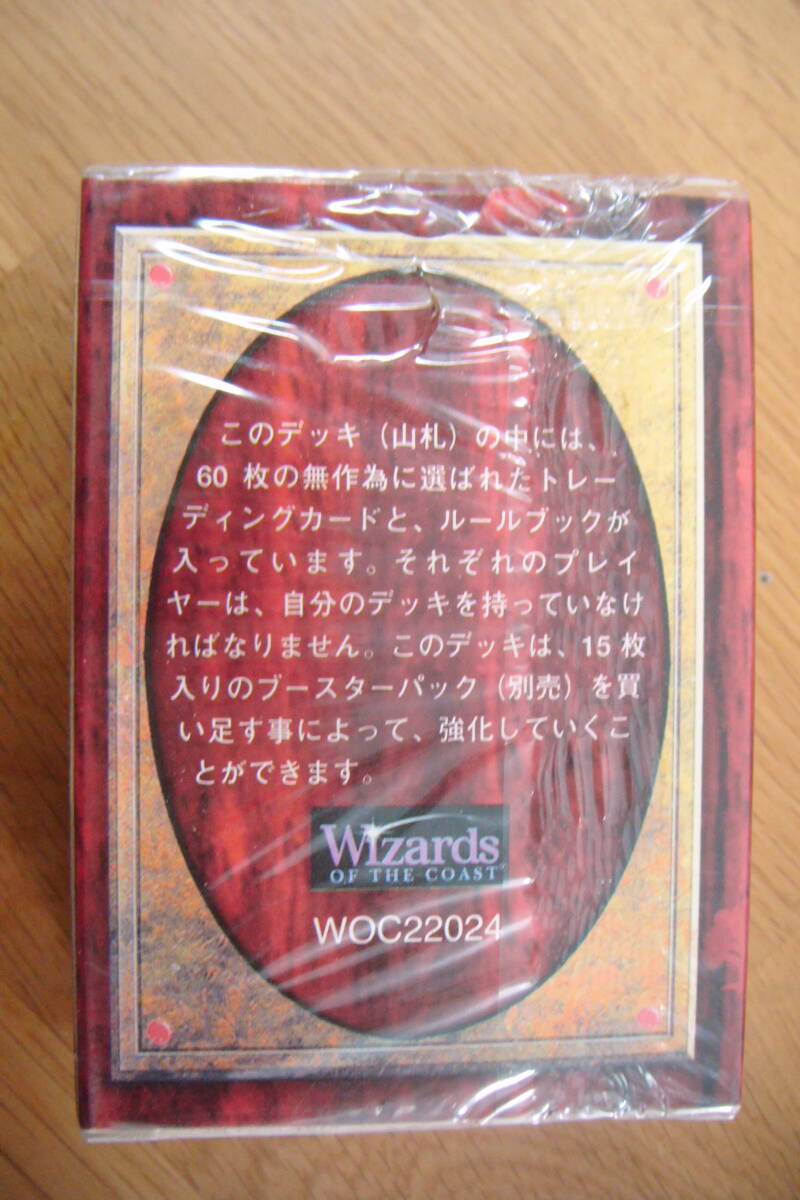 このデッキ（山札）の中には、
60 枚の無作為に選ばれたトレー
ディングカードと、ルールブックが
入っています。それぞれのプレイ
ヤーは、自分のデッキを持っていなけ
ればなりません。このデッキは、15 枚
入りのブースターパック（別売）を買
い足す事によって、強化していくこ
とができます。
Wizards
OF THE COAST
WOC22024